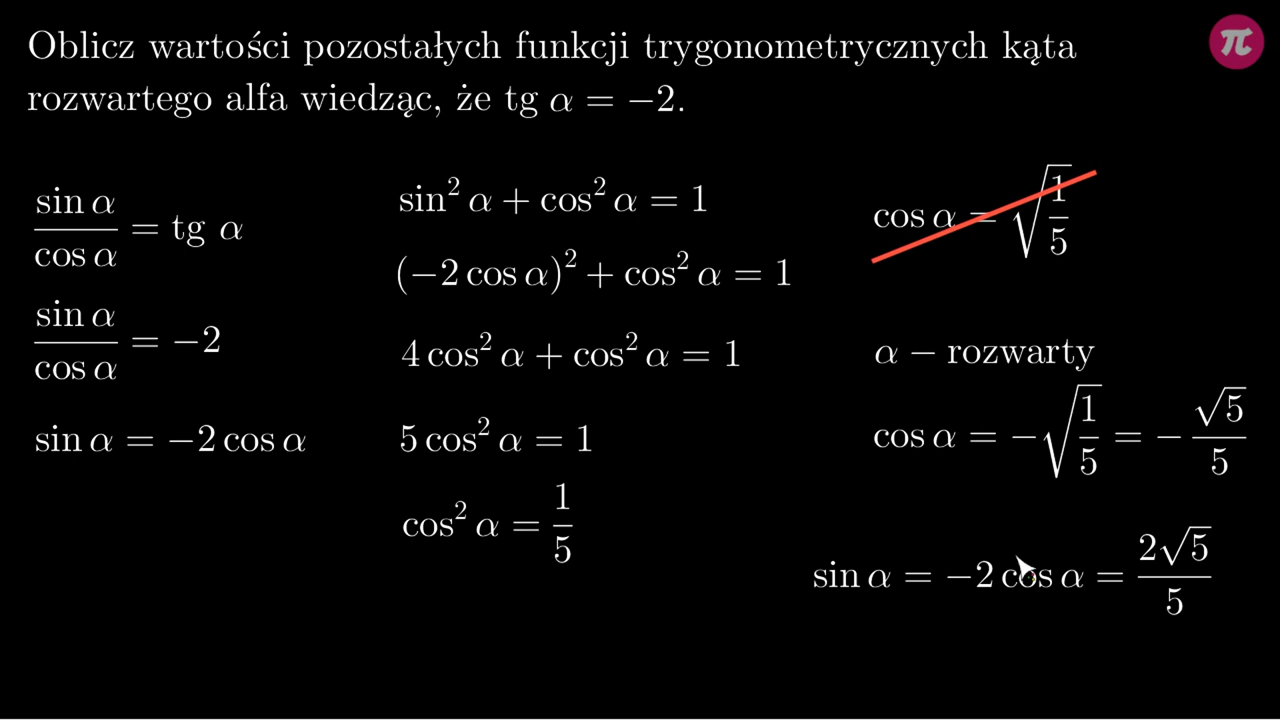 Oblicz wartości pozostałych funkcji trygonometrycznych kąta
rozwartego alfa wiedząc, że tg α = −2.
sin α / cos α = tg α
sin α / cos α = −2
sin α = −2 cos α
sin² α + cos² α = 1
(−2 cos α)² + cos² α = 1
4 cos² α + cos² α = 1
5 cos² α = 1
cos² α = 1/5
cos α = √(1/5)
α − rozwarty
cos α = −√(1/5) = −√5/5
sin α = −2 cos α = 2√5/5
π